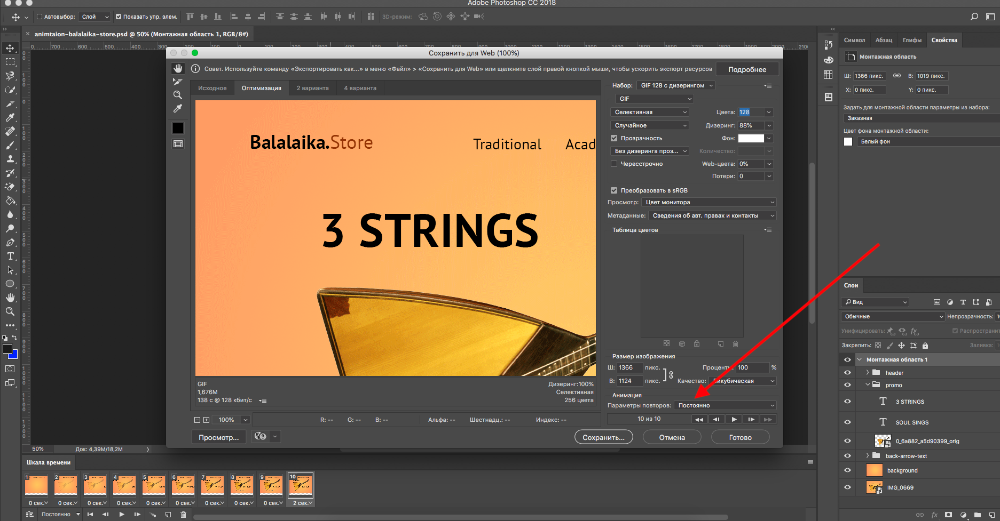 Adobe Photoshop CC 2018
Автовыбор: Слой Показать упр. элем. 3D-режим:
animtaion-balalaika-store.psd @ 50% (Монтажная область 1, RGB/8#)
Сохранить для Web (100%)
Совет. Используйте команду «Экспортировать как...» в меню «Файл» > «Сохранить для Web» или щелкните слой правой кнопкой мыши, чтобы ускорить экспорт ресурсов
Подробнее
Исходное Оптимизация 2 варианта 4 варианта
Balalaika.Store
Traditional
Acad
3 STRINGS
GIF
1,676M
138 с @ 128 кбит/с
Дизеринг:100%
Селективная
256 цвета
100% R: -- G: -- B: -- Альфа: -- Шестнадц.: -- Индекс: --
Просмотр...
Сохранить... Отмена Готово
Набор: GIF 128 с дизерингом
GIF
Селективная Цвета: 128
Случайное Дизеринг: 88%
Прозрачность Фон:
Без дизеринга проз... Количество:
Чересстрочно Web-цвета: 0%
Потери: 0
Преобразовать в sRGB
Просмотр: Цвет монитора
Метаданные: Сведения об авт. правах и контакты
Таблица цветов
Размер изображения
Ш: 1366 пикс. Проценты: 100 %
В: 1124 пикс. Качество: Бикубическая
Анимация
Параметры повторов: Постоянно
10 из 10
Символ Абзац Глифы Свойства
Монтажная область
Ш: 1366 пикс. В: 1019 пикс.
X: 0 пикс. Y: 0 пикс.
Задать для монтажной области параметры из набора:
Заказная
Цвет фона монтажной области:
Белый фон
Слои
Вид
Обычные Непрозрачность:
Унифицировать: Распространит
Закрепить: Заливка:
Монтажная область 1
header
promo
3 STRINGS
SOUL SINGS
0_6a882_a5d90399_orig
back-arrow-text
background
IMG_0669
50% Док: 4,39M/18,2M
Шкала времени
1 2 3 4 5 6 7 8 9 10
0 сек. 0 сек. 0 сек. 0 сек. 0 сек. 0 сек. 0 сек. 0 сек. 0 сек. 2 сек.
Постоянно